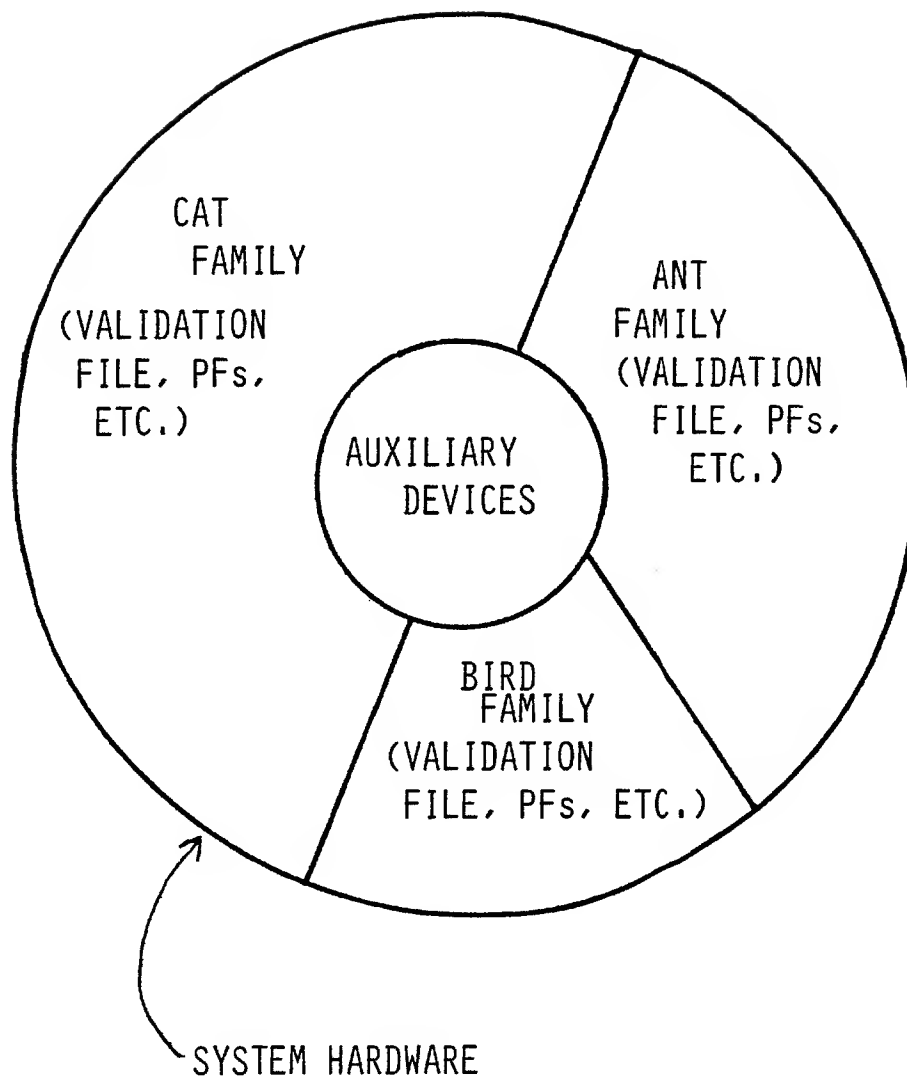 CAT
FAMILY
(VALIDATION
FILE, PFs,
ETC.)
ANT
FAMILY
(VALIDATION
FILE, PFs,
ETC.)
AUXILIARY
DEVICES
BIRD
FAMILY
(VALIDATION
FILE, PFs, ETC.)
SYSTEM HARDWARE